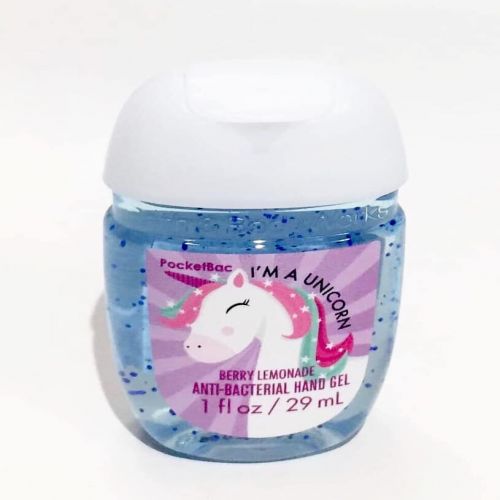 PocketBac
I'M A UNICORN
BERRY LEMONADE
ANTI-BACTERIAL HAND GEL
1 fl oz / 29 mL